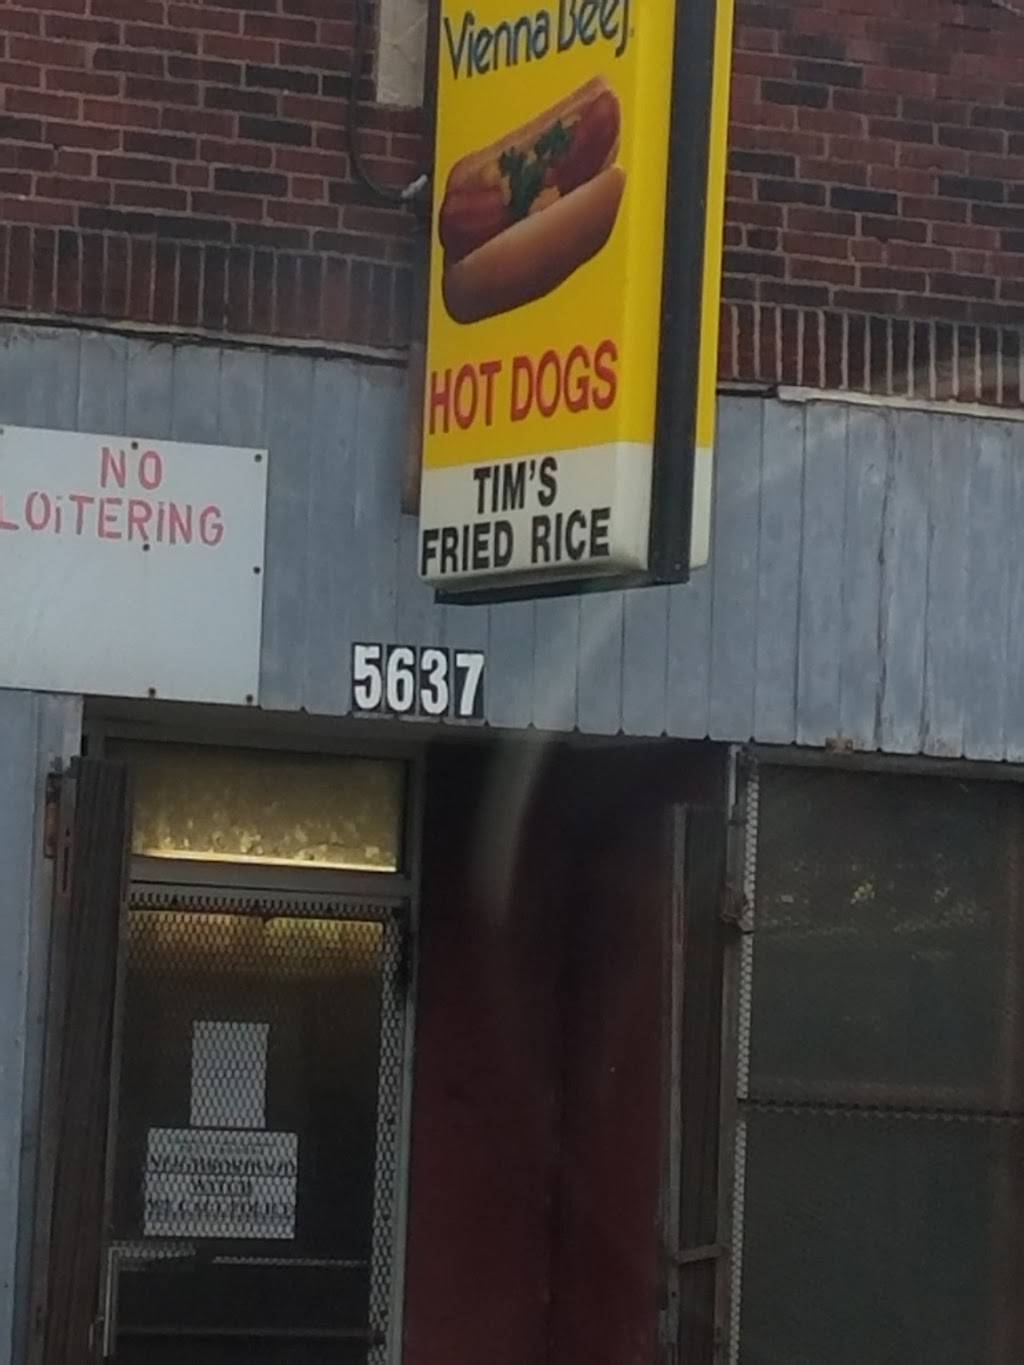 Vienna Beef
HOT DOGS
TIM'S
FRIED RICE
NO
LOiTERiNG
5637